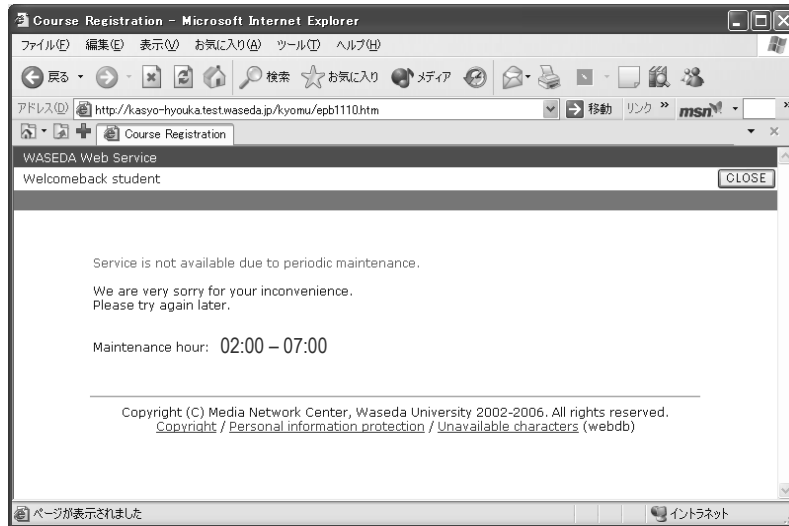 Course Registration - Microsoft Internet Explorer
ファイル(F) 編集(E) 表示(V) お気に入り(A) ツール(T) ヘルプ(H)
戻る 検索 お気に入り メディア
アドレス(D) http://kasyo-hyouka.test.waseda.jp/kyomu/epb1110.htm 移動 リンク » msn
Course Registration
WASEDA Web Service
Welcomeback student CLOSE
Service is not available due to periodic maintenance.
We are very sorry for your inconvenience.
Please try again later.
Maintenance hour: 02:00 – 07:00
Copyright (C) Media Network Center, Waseda University 2002-2006. All rights reserved.
Copyright / Personal information protection / Unavailable characters (webdb)
ページが表示されました イントラネット